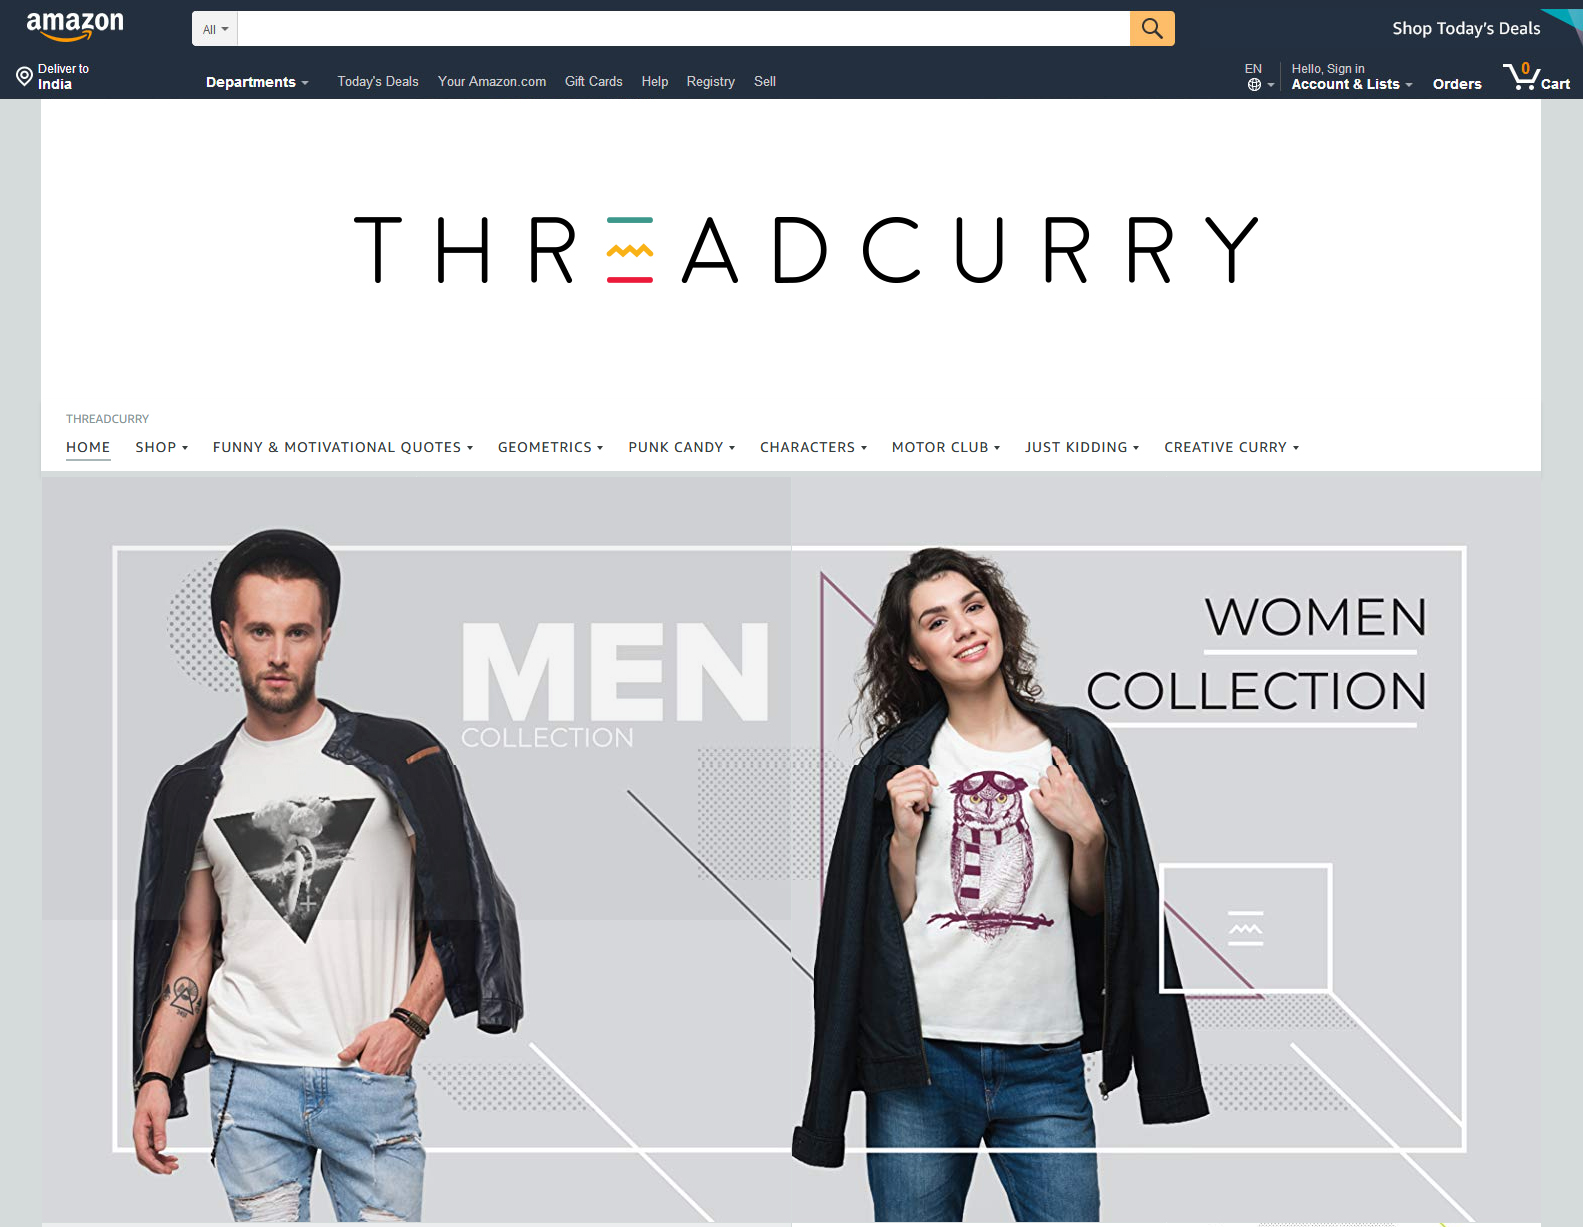 amazon
All
Shop Today's Deals
Deliver to
India
Departments
Today's Deals
Your Amazon.com
Gift Cards
Help
Registry
Sell
EN
Hello, Sign in
Account & Lists
Orders
0
Cart
THREADCURRY
THREADCURRY
HOME
SHOP
FUNNY & MOTIVATIONAL QUOTES
GEOMETRICS
PUNK CANDY
CHARACTERS
MOTOR CLUB
JUST KIDDING
CREATIVE CURRY
MEN
COLLECTION
WOMEN
COLLECTION